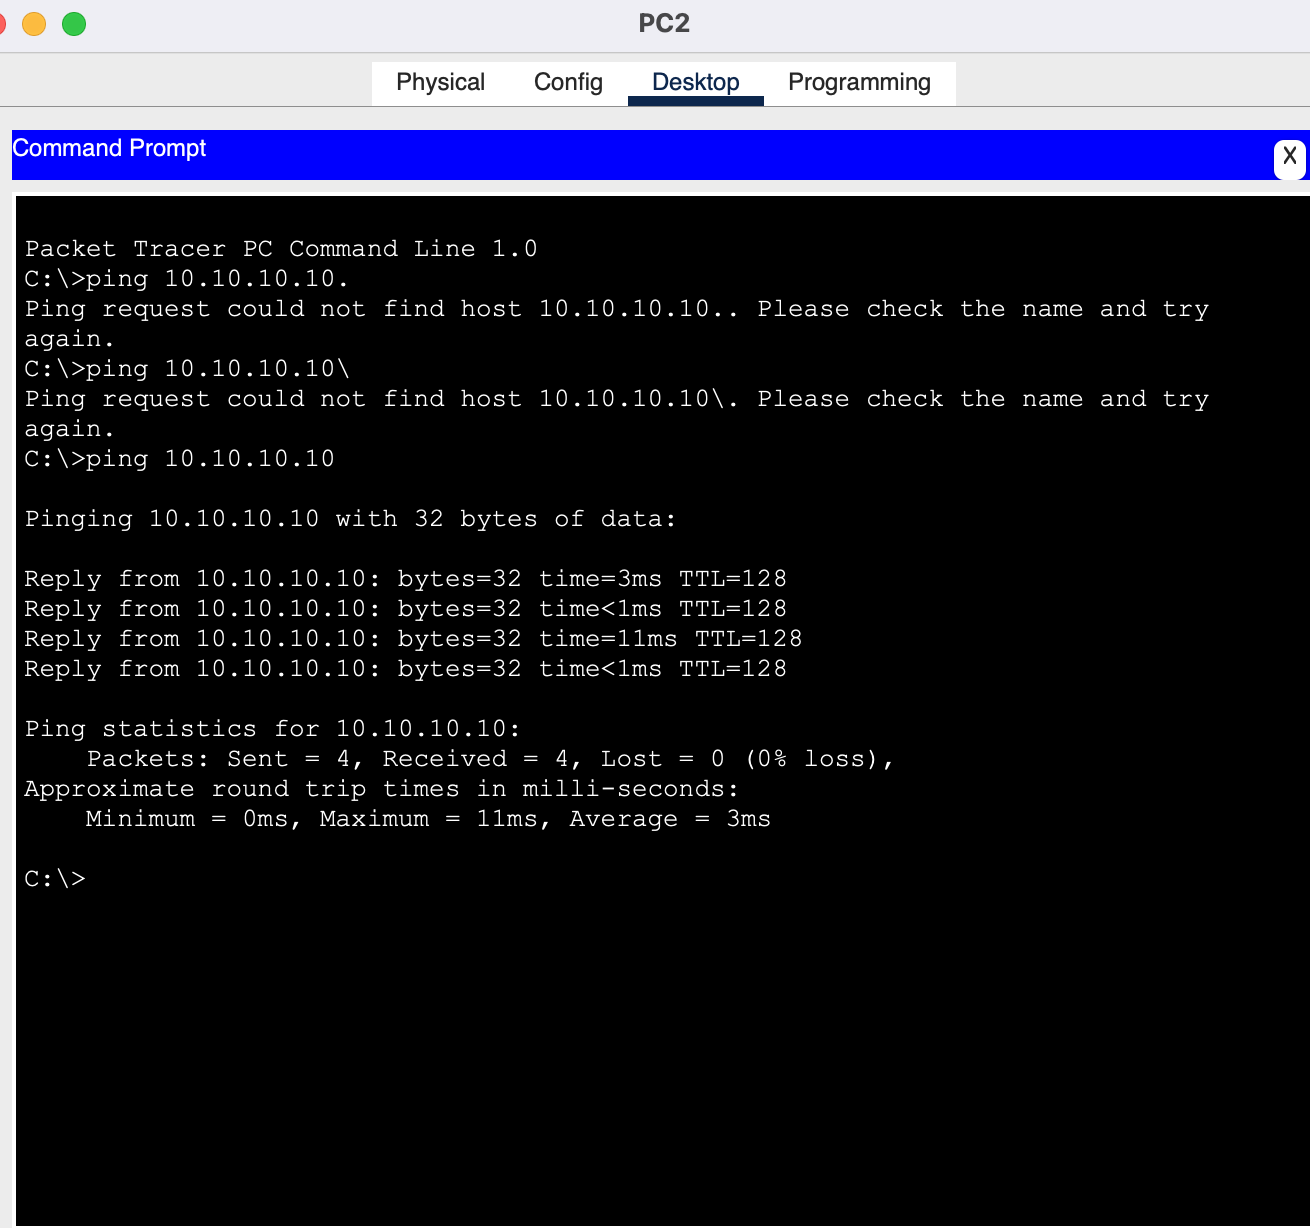 PC2
Physical Config Desktop Programming
Command Prompt
X
Packet Tracer PC Command Line 1.0
C:\>ping 10.10.10.10.
Ping request could not find host 10.10.10.10.. Please check the name and try
again.
C:\>ping 10.10.10.10\
Ping request could not find host 10.10.10.10\. Please check the name and try
again.
C:\>ping 10.10.10.10
Pinging 10.10.10.10 with 32 bytes of data:
Reply from 10.10.10.10: bytes=32 time=3ms TTL=128
Reply from 10.10.10.10: bytes=32 time<1ms TTL=128
Reply from 10.10.10.10: bytes=32 time=11ms TTL=128
Reply from 10.10.10.10: bytes=32 time<1ms TTL=128
Ping statistics for 10.10.10.10:
    Packets: Sent = 4, Received = 4, Lost = 0 (0% loss),
Approximate round trip times in milli-seconds:
    Minimum = 0ms, Maximum = 11ms, Average = 3ms
C:\>